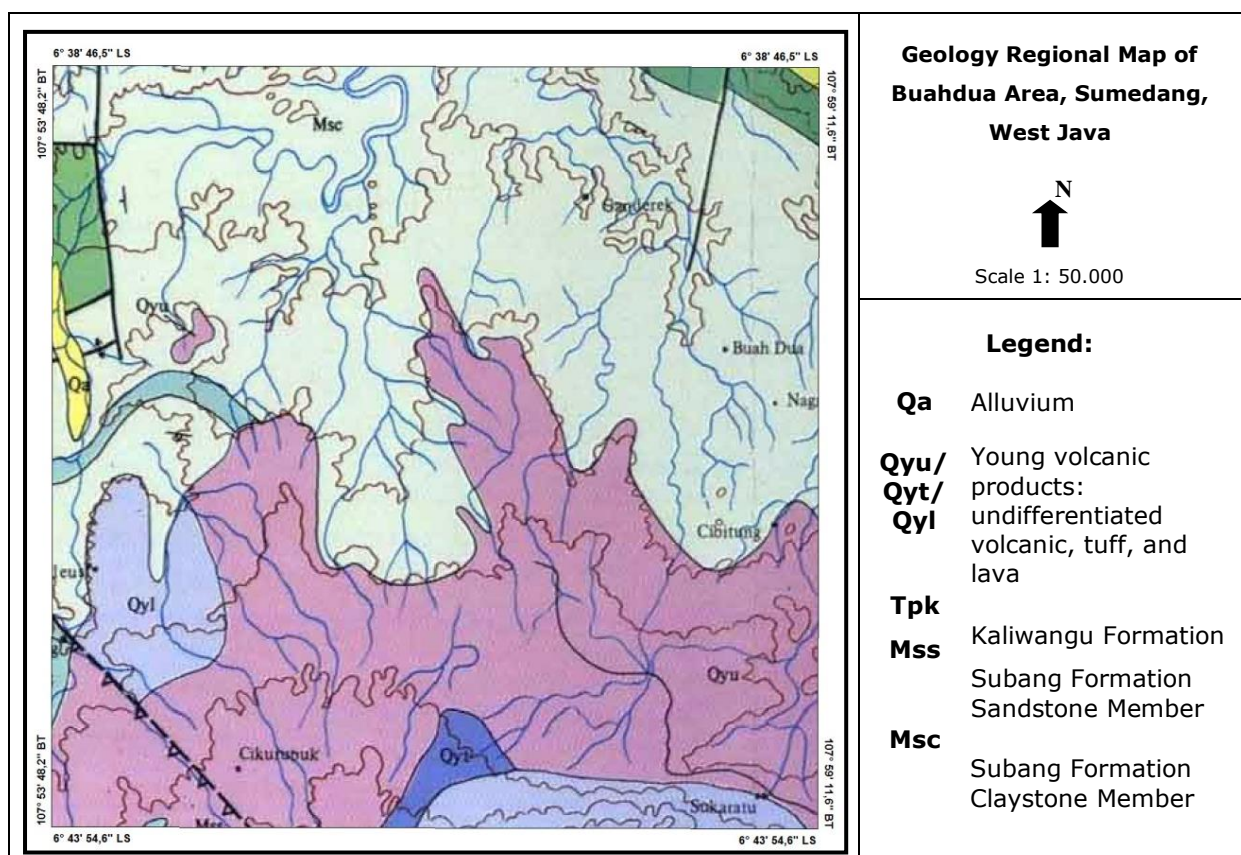 6° 38' 46,5" LS
6° 38' 46,5" LS
107° 53' 48,2" BT
107° 59' 11,6" BT
Msc
Ganderek
Qyu
Buah Dua
Qa
Nag
Cibitung
Qyl
Qyu
Cikurubuk
Qyt
Sukaratu
Mss
107° 53' 48,2" BT
107° 59' 11,6" BT
6° 43' 54,6" LS
6° 43' 54,6" LS
Geology Regional Map of
Buahdua Area, Sumedang,
West Java
N
Scale 1: 50.000
Legend:
Qa Alluvium
Qyu/ Young volcanic
Qyt/ products:
Qyl undifferentiated
volcanic, tuff, and
lava
Tpk
Mss Kaliwangu Formation
Subang Formation
Sandstone Member
Msc
Subang Formation
Claystone Member